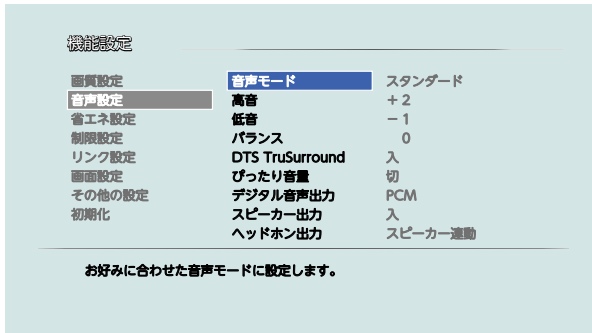 機能設定
画質設定
音声設定
省エネ設定
制限設定
リンク設定
画面設定
その他の設定
初期化
音声モード スタンダード
高音 +2
低音 -1
バランス 0
DTS TruSurround 入
ぴったり音量 切
デジタル音声出力 PCM
スピーカー出力 入
ヘッドホン出力 スピーカー連動
お好みに合わせた音声モードに設定します。